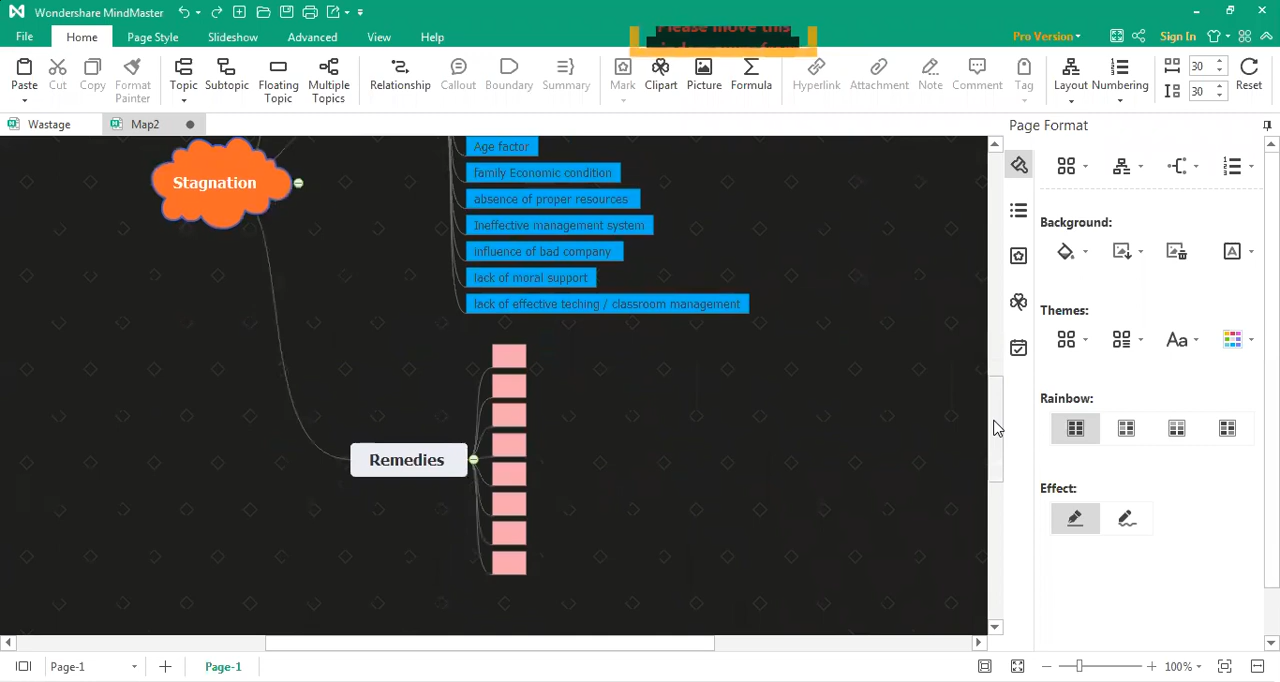 Wondershare MindMaster
File
Home
Page Style
Slideshow
Advanced
View
Help
Please move this
Pro Version
Sign In
Paste
Cut
Copy
Format
Painter
Topic
Subtopic
Floating
Topic
Multiple
Topics
Relationship
Callout
Boundary
Summary
Mark
Clipart
Picture
Formula
Hyperlink
Attachment
Note
Comment
Tag
Layout
Numbering
30
30
Reset
Wastage
Map2
Page Format
Stagnation
Age factor
family Economic condition
absence of proper resources
Ineffective management system
influence of bad company
lack of moral support
lack of effective teching / classroom management
Remedies
Background:
Themes:
Aa
Rainbow:
Effect:
Page-1
Page-1
100%